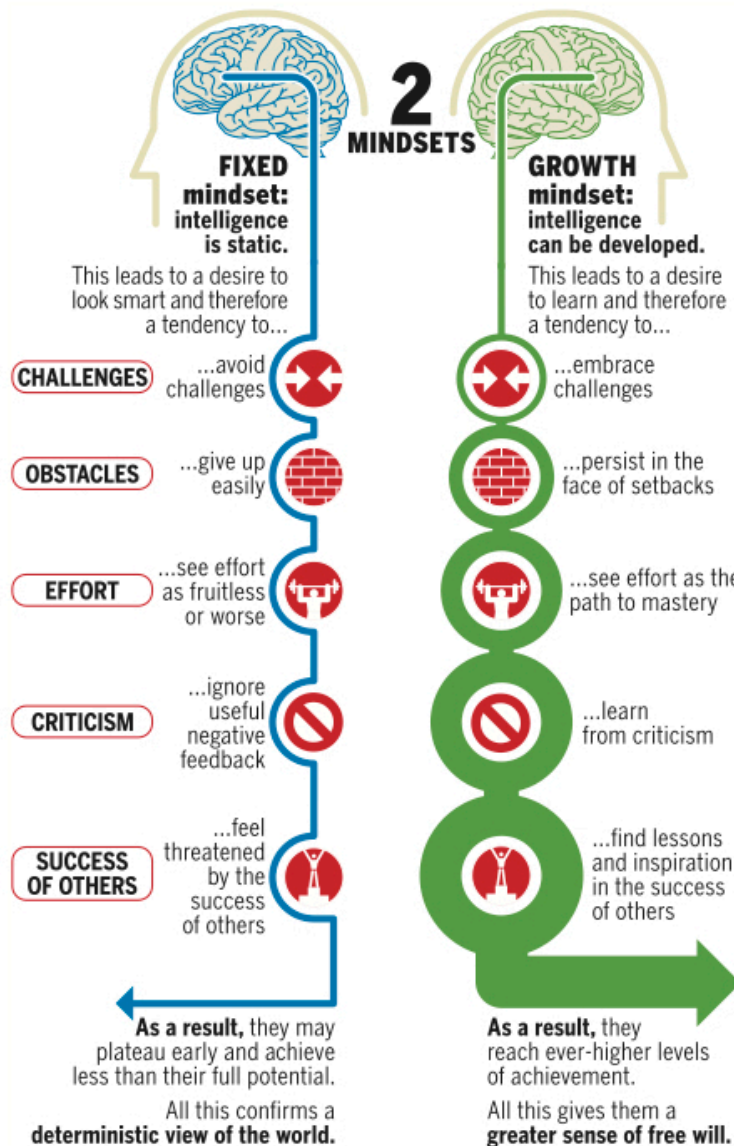 2
MINDSETS
FIXED
mindset:
intelligence
is static.
This leads to a desire to
look smart and therefore
a tendency to...
GROWTH
mindset:
intelligence
can be developed.
This leads to a desire
to learn and therefore
a tendency to...
CHALLENGES
...avoid
challenges
...embrace
challenges
OBSTACLES
...give up
easily
...persist in the
face of setbacks
EFFORT
...see effort
as fruitless
or worse
...see effort as the
path to mastery
CRITICISM
...ignore
useful
negative
feedback
...learn
from criticism
SUCCESS
OF OTHERS
...feel
threatened
by the
success
of others
...find lessons
and inspiration
in the success
of others
As a result, they may
plateau early and achieve
less than their full potential.
All this confirms a
deterministic view of the world.
As a result, they
reach ever-higher levels
of achievement.
All this gives them a
greater sense of free will.